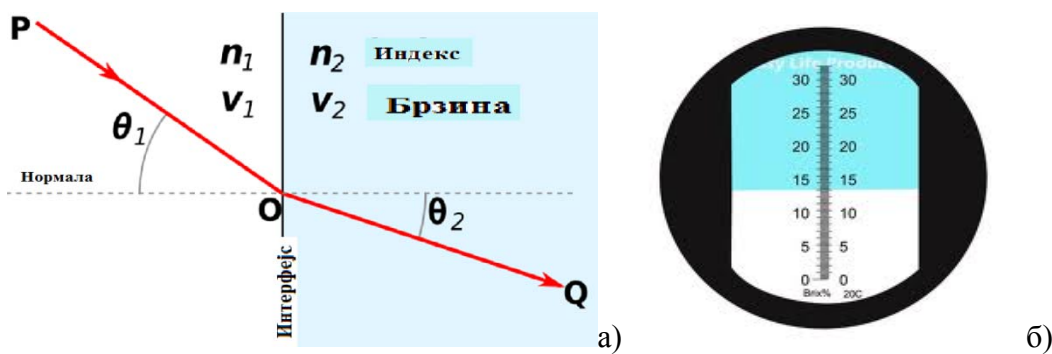 P
n₁ n₂ Индекс
v₁ v₂ Брзина
θ₁
Нормала
O
θ₂
Интерфејс
Q
а)
30 30
25 25
20 20
15 15
10 10
5 5
0 0
Brix% 20C
б)